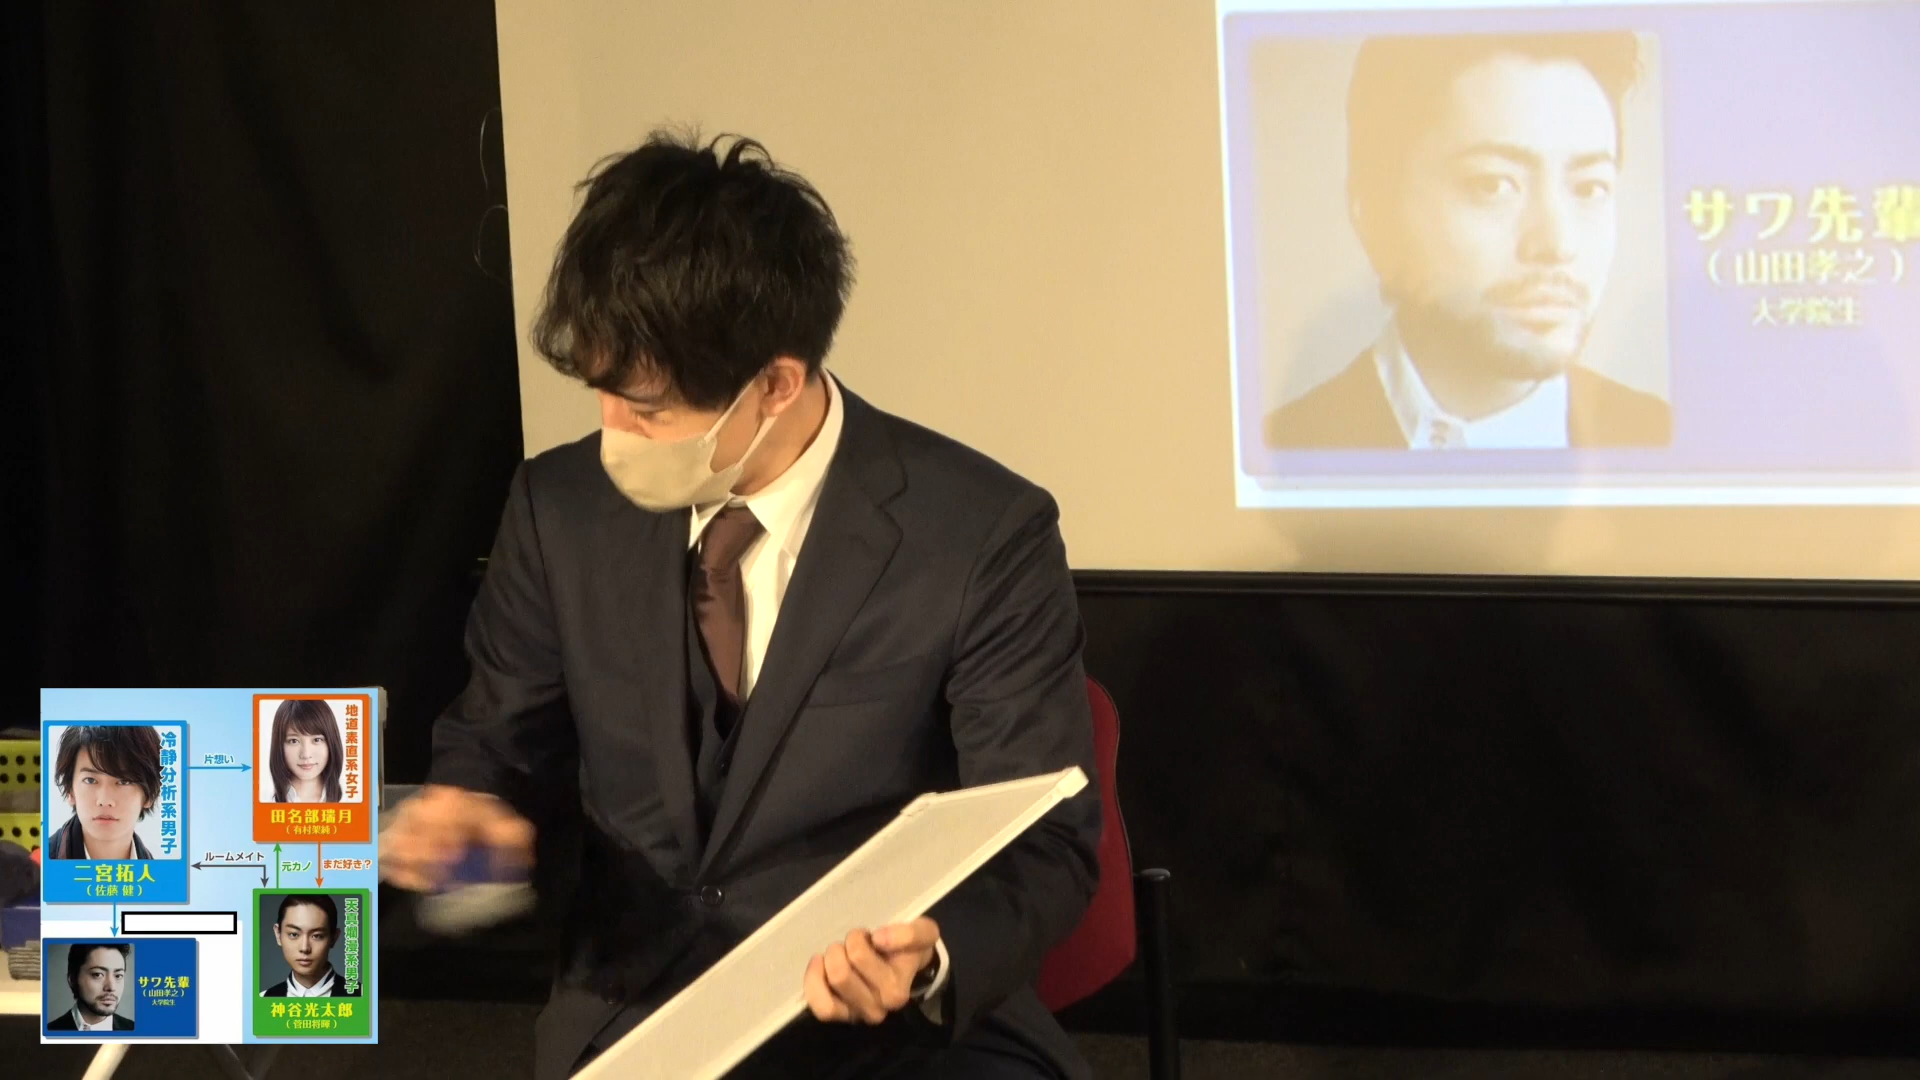 サワ先輩
(山田孝之)
大学院生
冷静分析系男子
二宮拓人
(佐藤 健)
片想い
地道素直系女子
田名部瑞月
(有村架純)
ルームメイト
元カノ
まだ好き?
天真爛漫系男子
神谷光太郎
(菅田将暉)
サワ先輩
(山田孝之)
大学院生